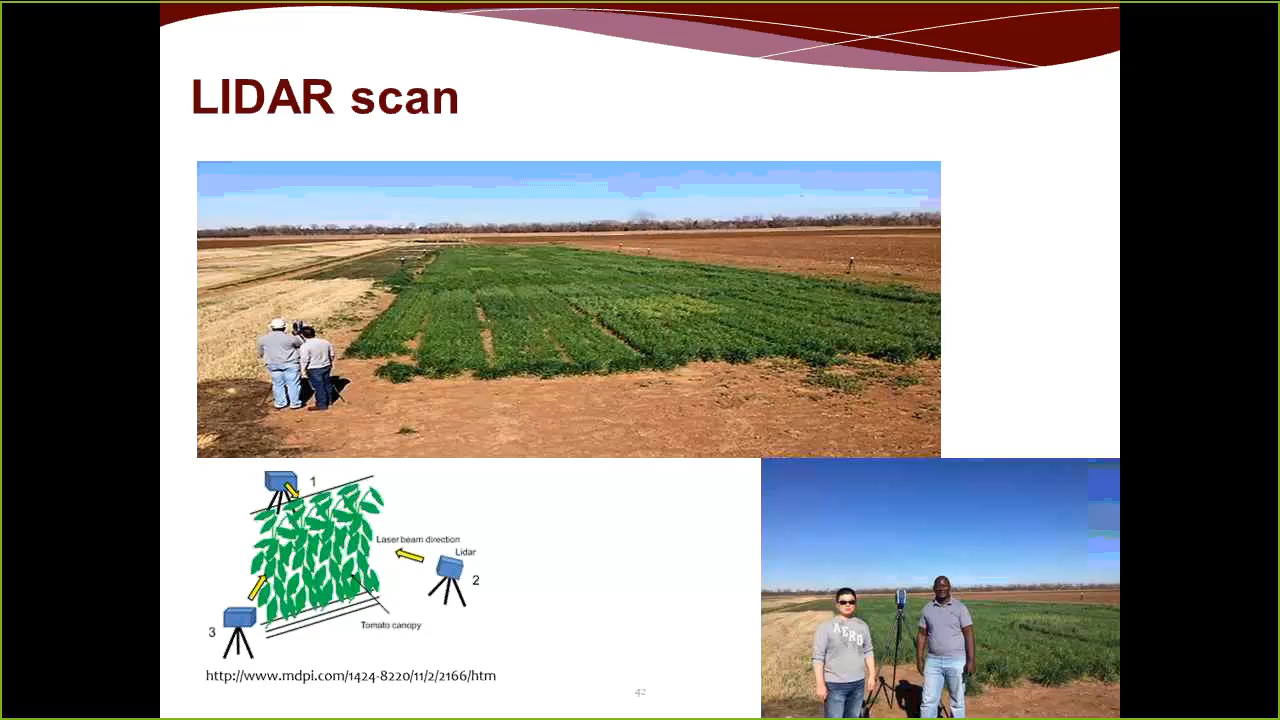 LIDAR scan
1
Laser beam direction
Lidar
2
3
Tomato canopy
AERO
http://www.mdpi.com/1424-8220/11/2/2166/htm
42